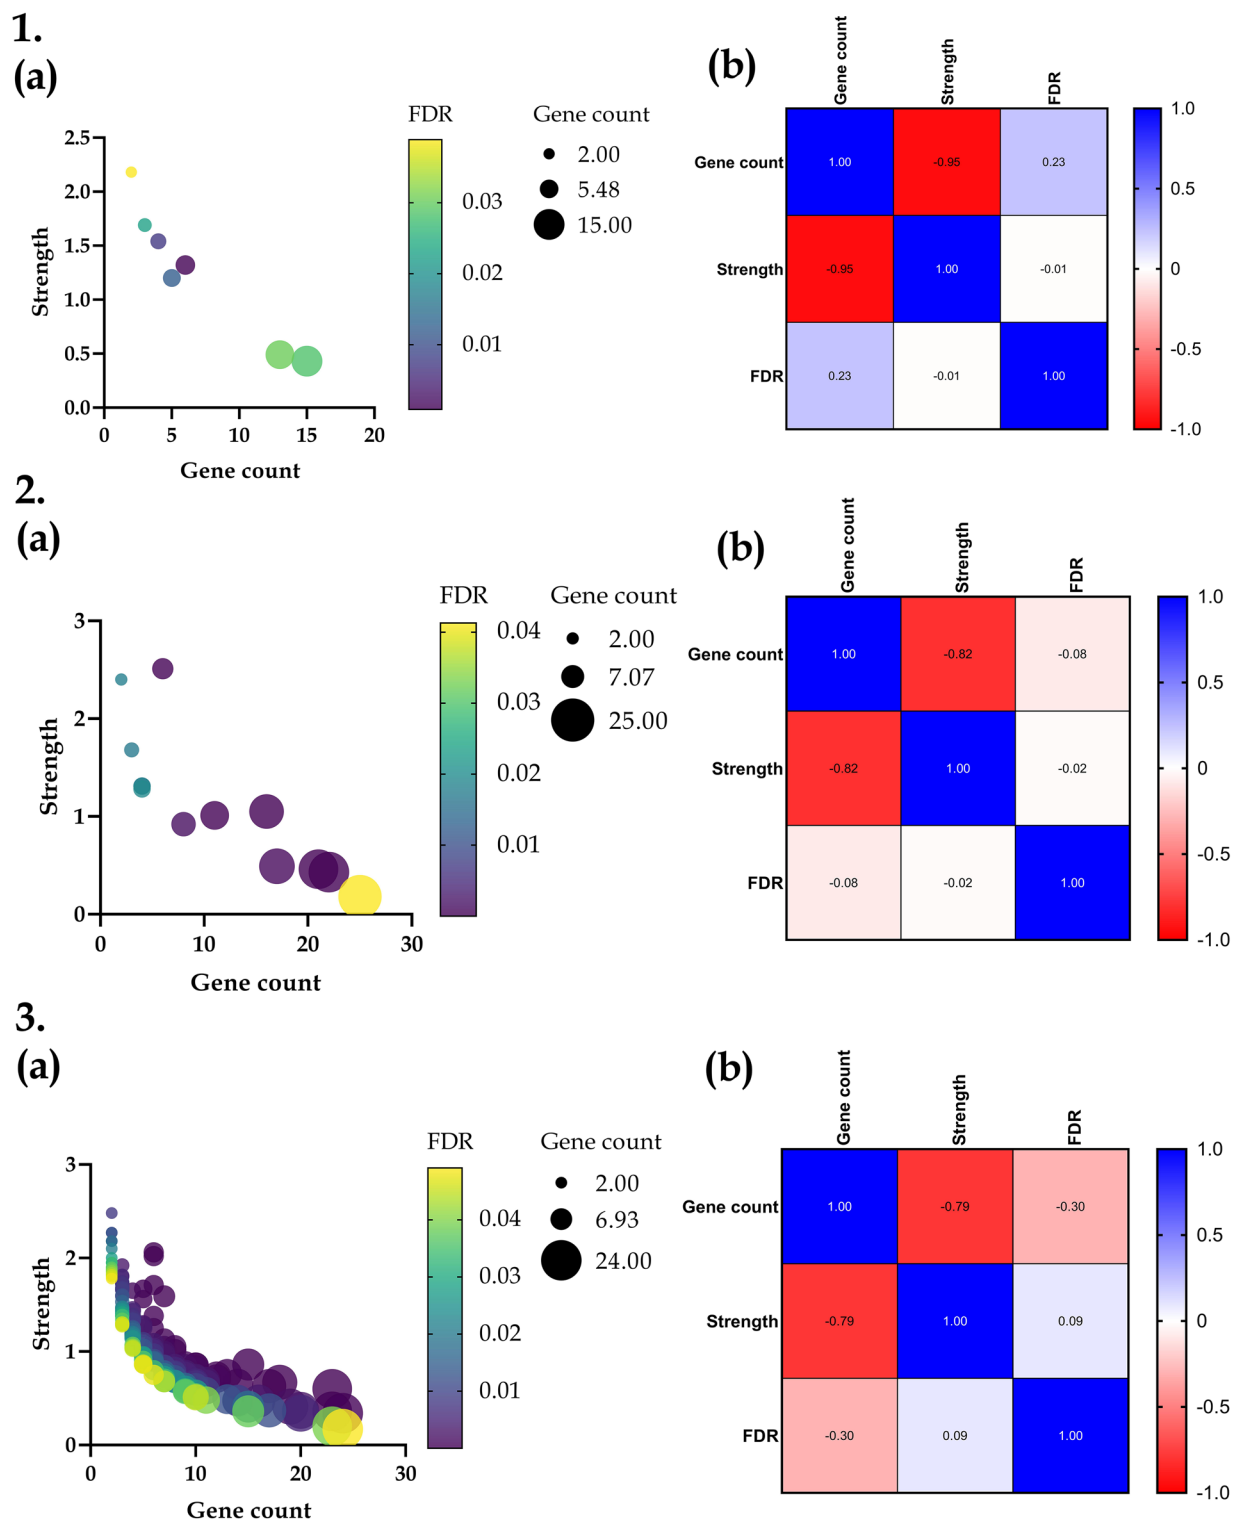 1.
(a)
FDR
Gene count
2.00
5.48
15.00
0.03
0.02
0.01
2.5
2.0
1.5
1.0
0.5
0.0
Strength
0 5 10 15 20
Gene count
(b)
Gene count Strength FDR
Gene count 1.00 -0.95 0.23
Strength -0.95 1.00 -0.01
FDR 0.23 -0.01 1.00
1.0
0.5
0
-0.5
-1.0
2.
(a)
FDR
Gene count
0.04
0.03
0.02
0.01
2.00
7.07
25.00
3
2
1
0
Strength
0 10 20 30
Gene count
(b)
Gene count Strength FDR
Gene count 1.00 -0.82 -0.08
Strength -0.82 1.00 -0.02
FDR -0.08 -0.02 1.00
1.0
0.5
0
-0.5
-1.0
3.
(a)
FDR
Gene count
0.04
0.03
0.02
0.01
2.00
6.93
24.00
3
2
1
0
Strength
0 10 20 30
Gene count
(b)
Gene count Strength FDR
Gene count 1.00 -0.79 -0.30
Strength -0.79 1.00 0.09
FDR -0.30 0.09 1.00
1.0
0.5
0
-0.5
-1.0